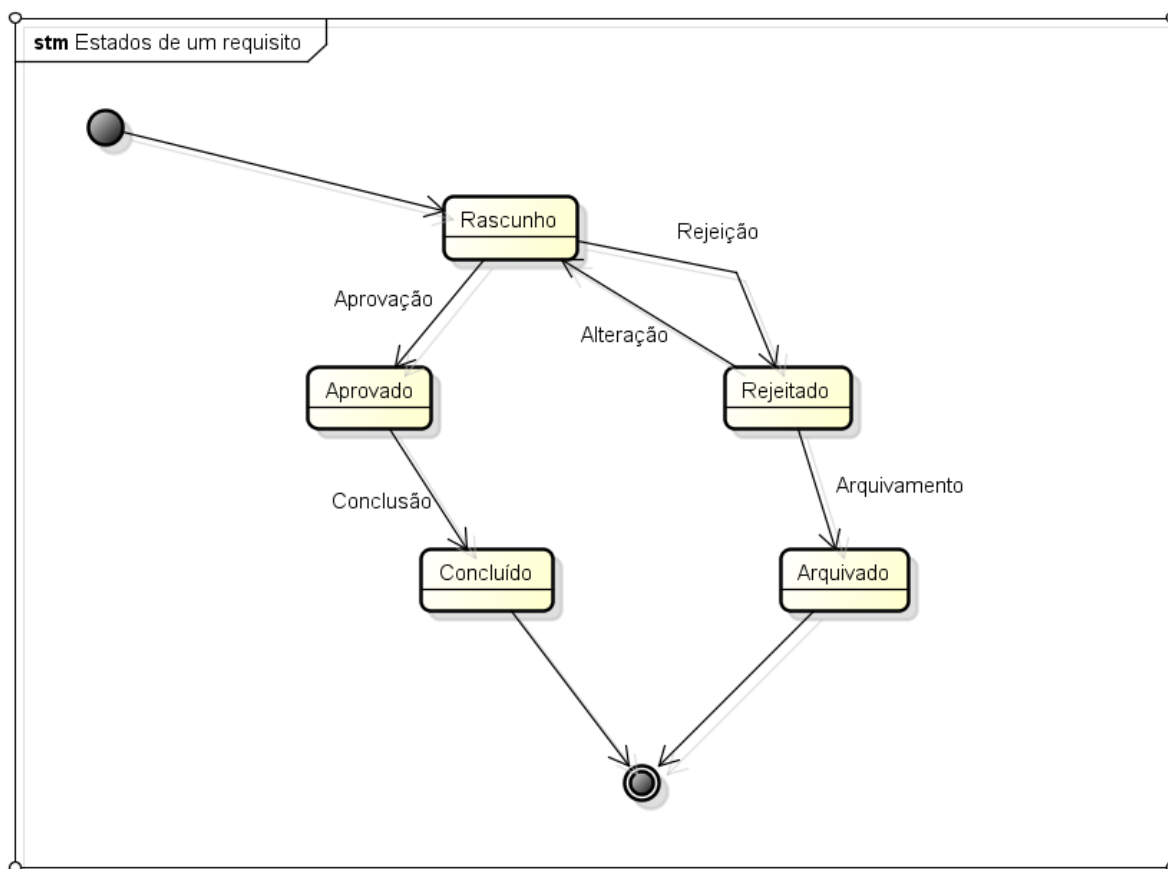 stm Estados de um requisito
Rascunho
Rejeição
Aprovação
Alteração
Aprovado
Rejeitado
Conclusão
Arquivamento
Concluído
Arquivado